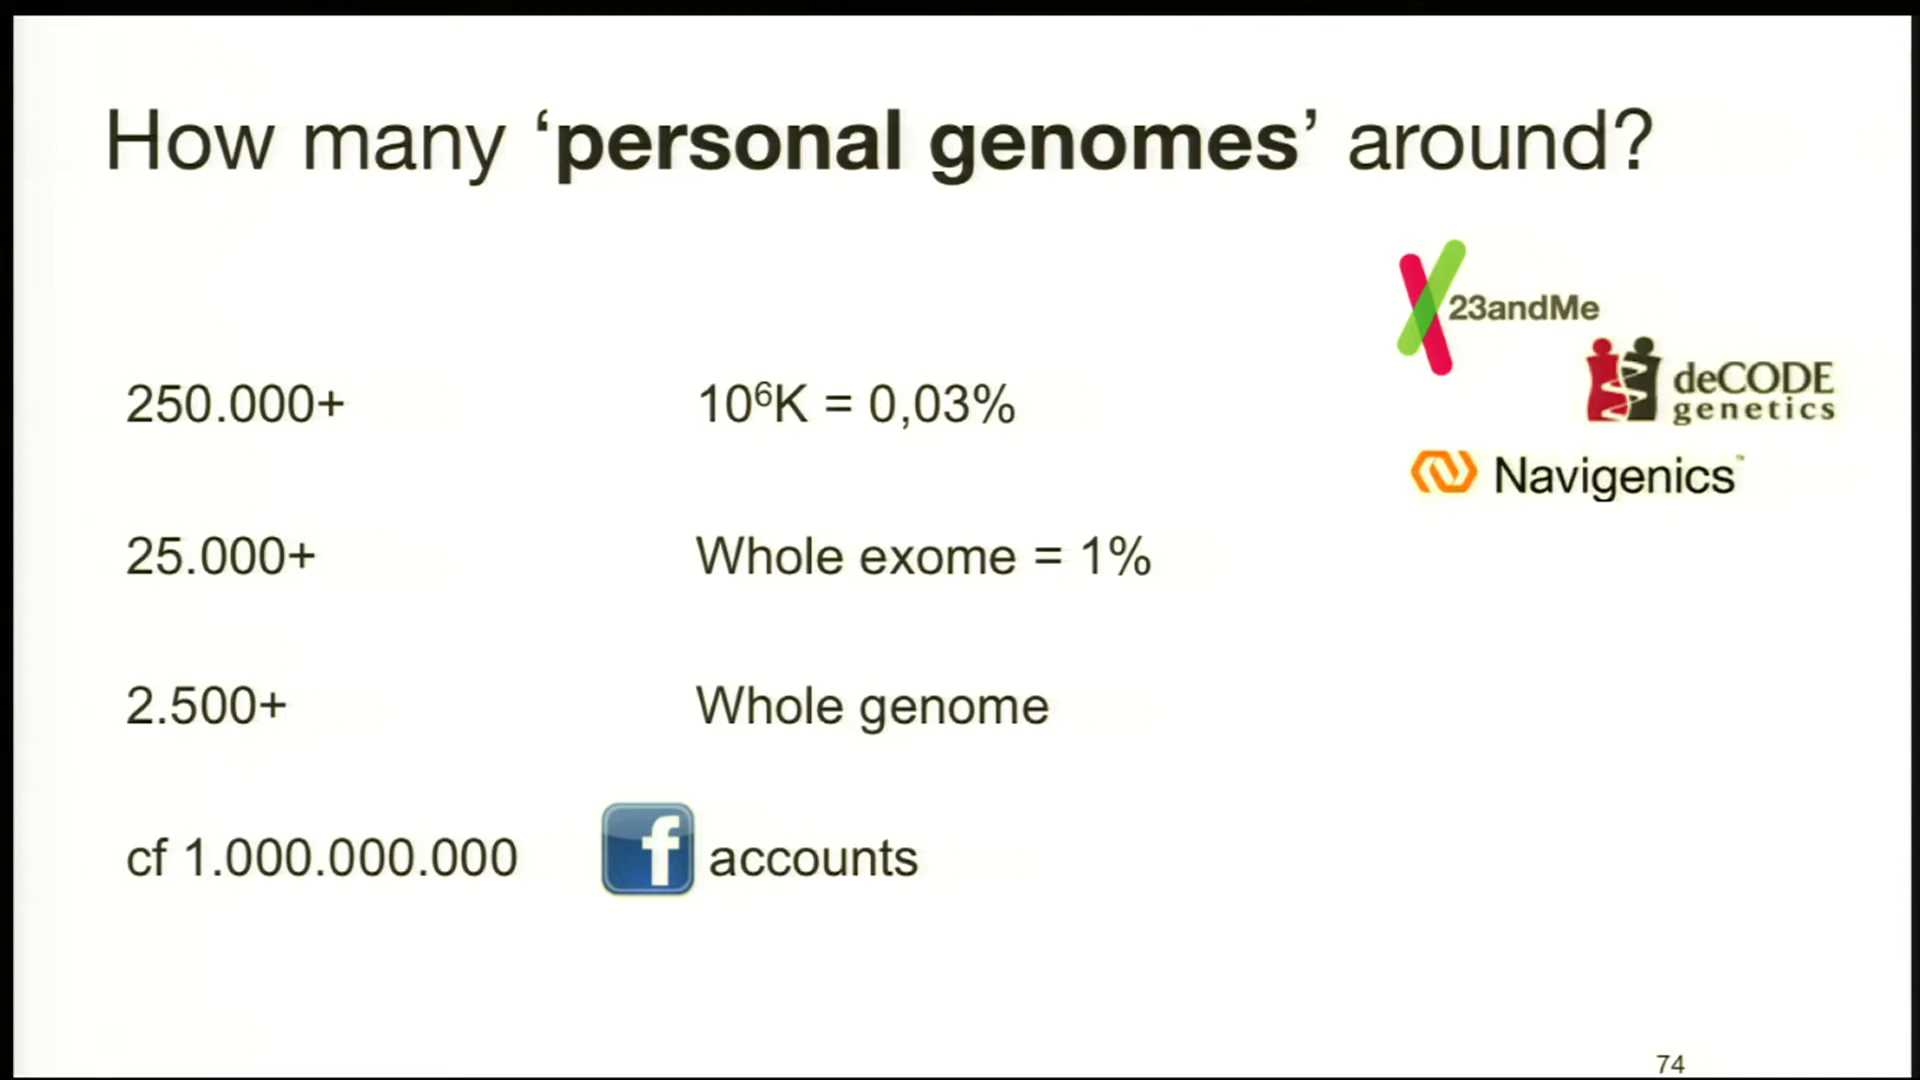 How many ‘personal genomes’ around?
23andMe
deCODE
genetics
250.000+ 10⁶K = 0,03%
Navigenics™
25.000+ Whole exome = 1%
2.500+ Whole genome
cf 1.000.000.000 f accounts
74